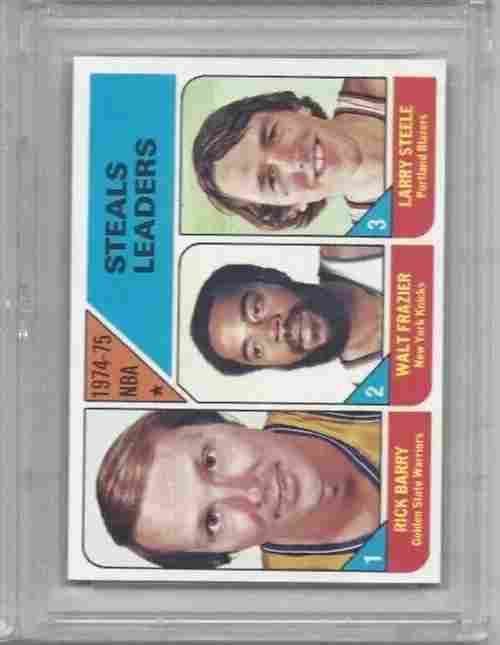 1974-75
NBA
STEALS
LEADERS
1
RICK BARRY
Golden State Warriors
2
WALT FRAZIER
New York Knicks
3
LARRY STEELE
Portland Blazers